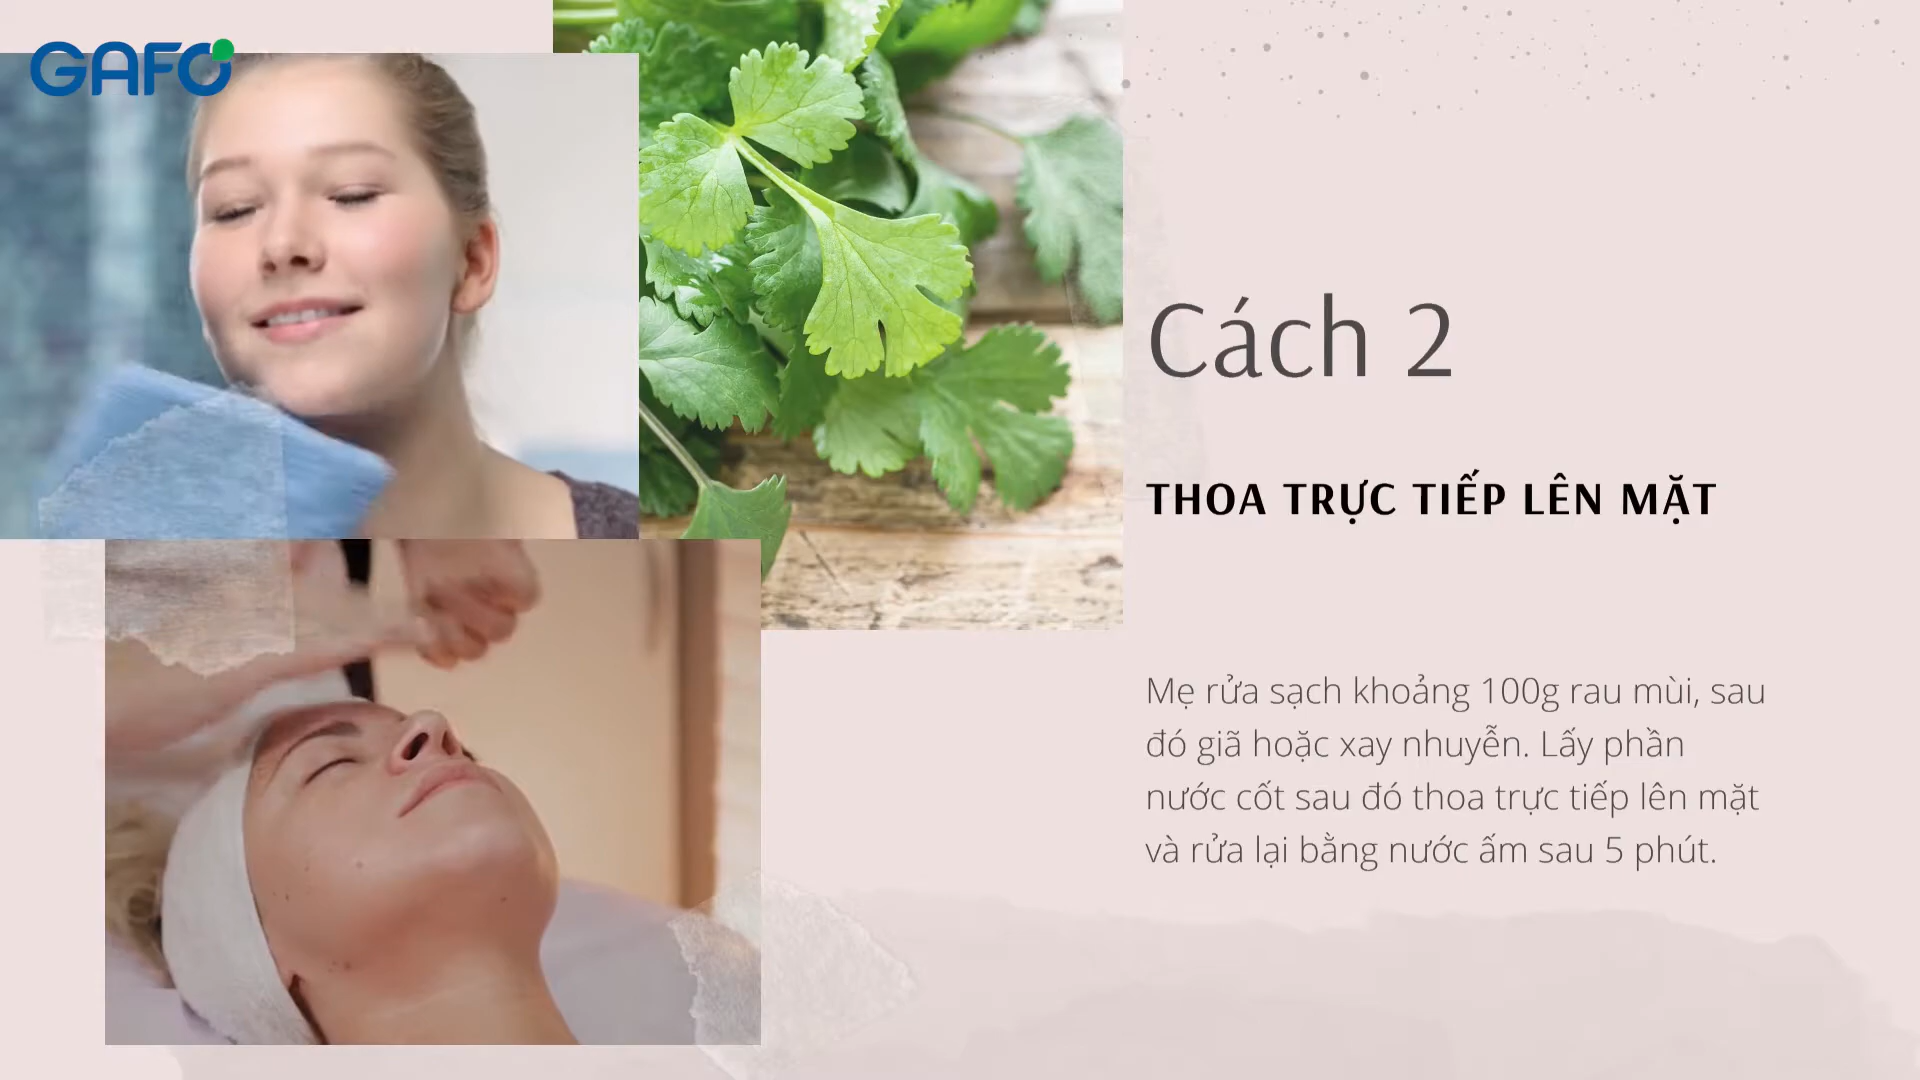 GAFO
Cách 2
THOA TRỰC TIẾP LÊN MẶT
Mẹ rửa sạch khoảng 100g rau mùi, sau
đó giã hoặc xay nhuyễn. Lấy phần
nước cốt sau đó thoa trực tiếp lên mặt
và rửa lại bằng nước ấm sau 5 phút.